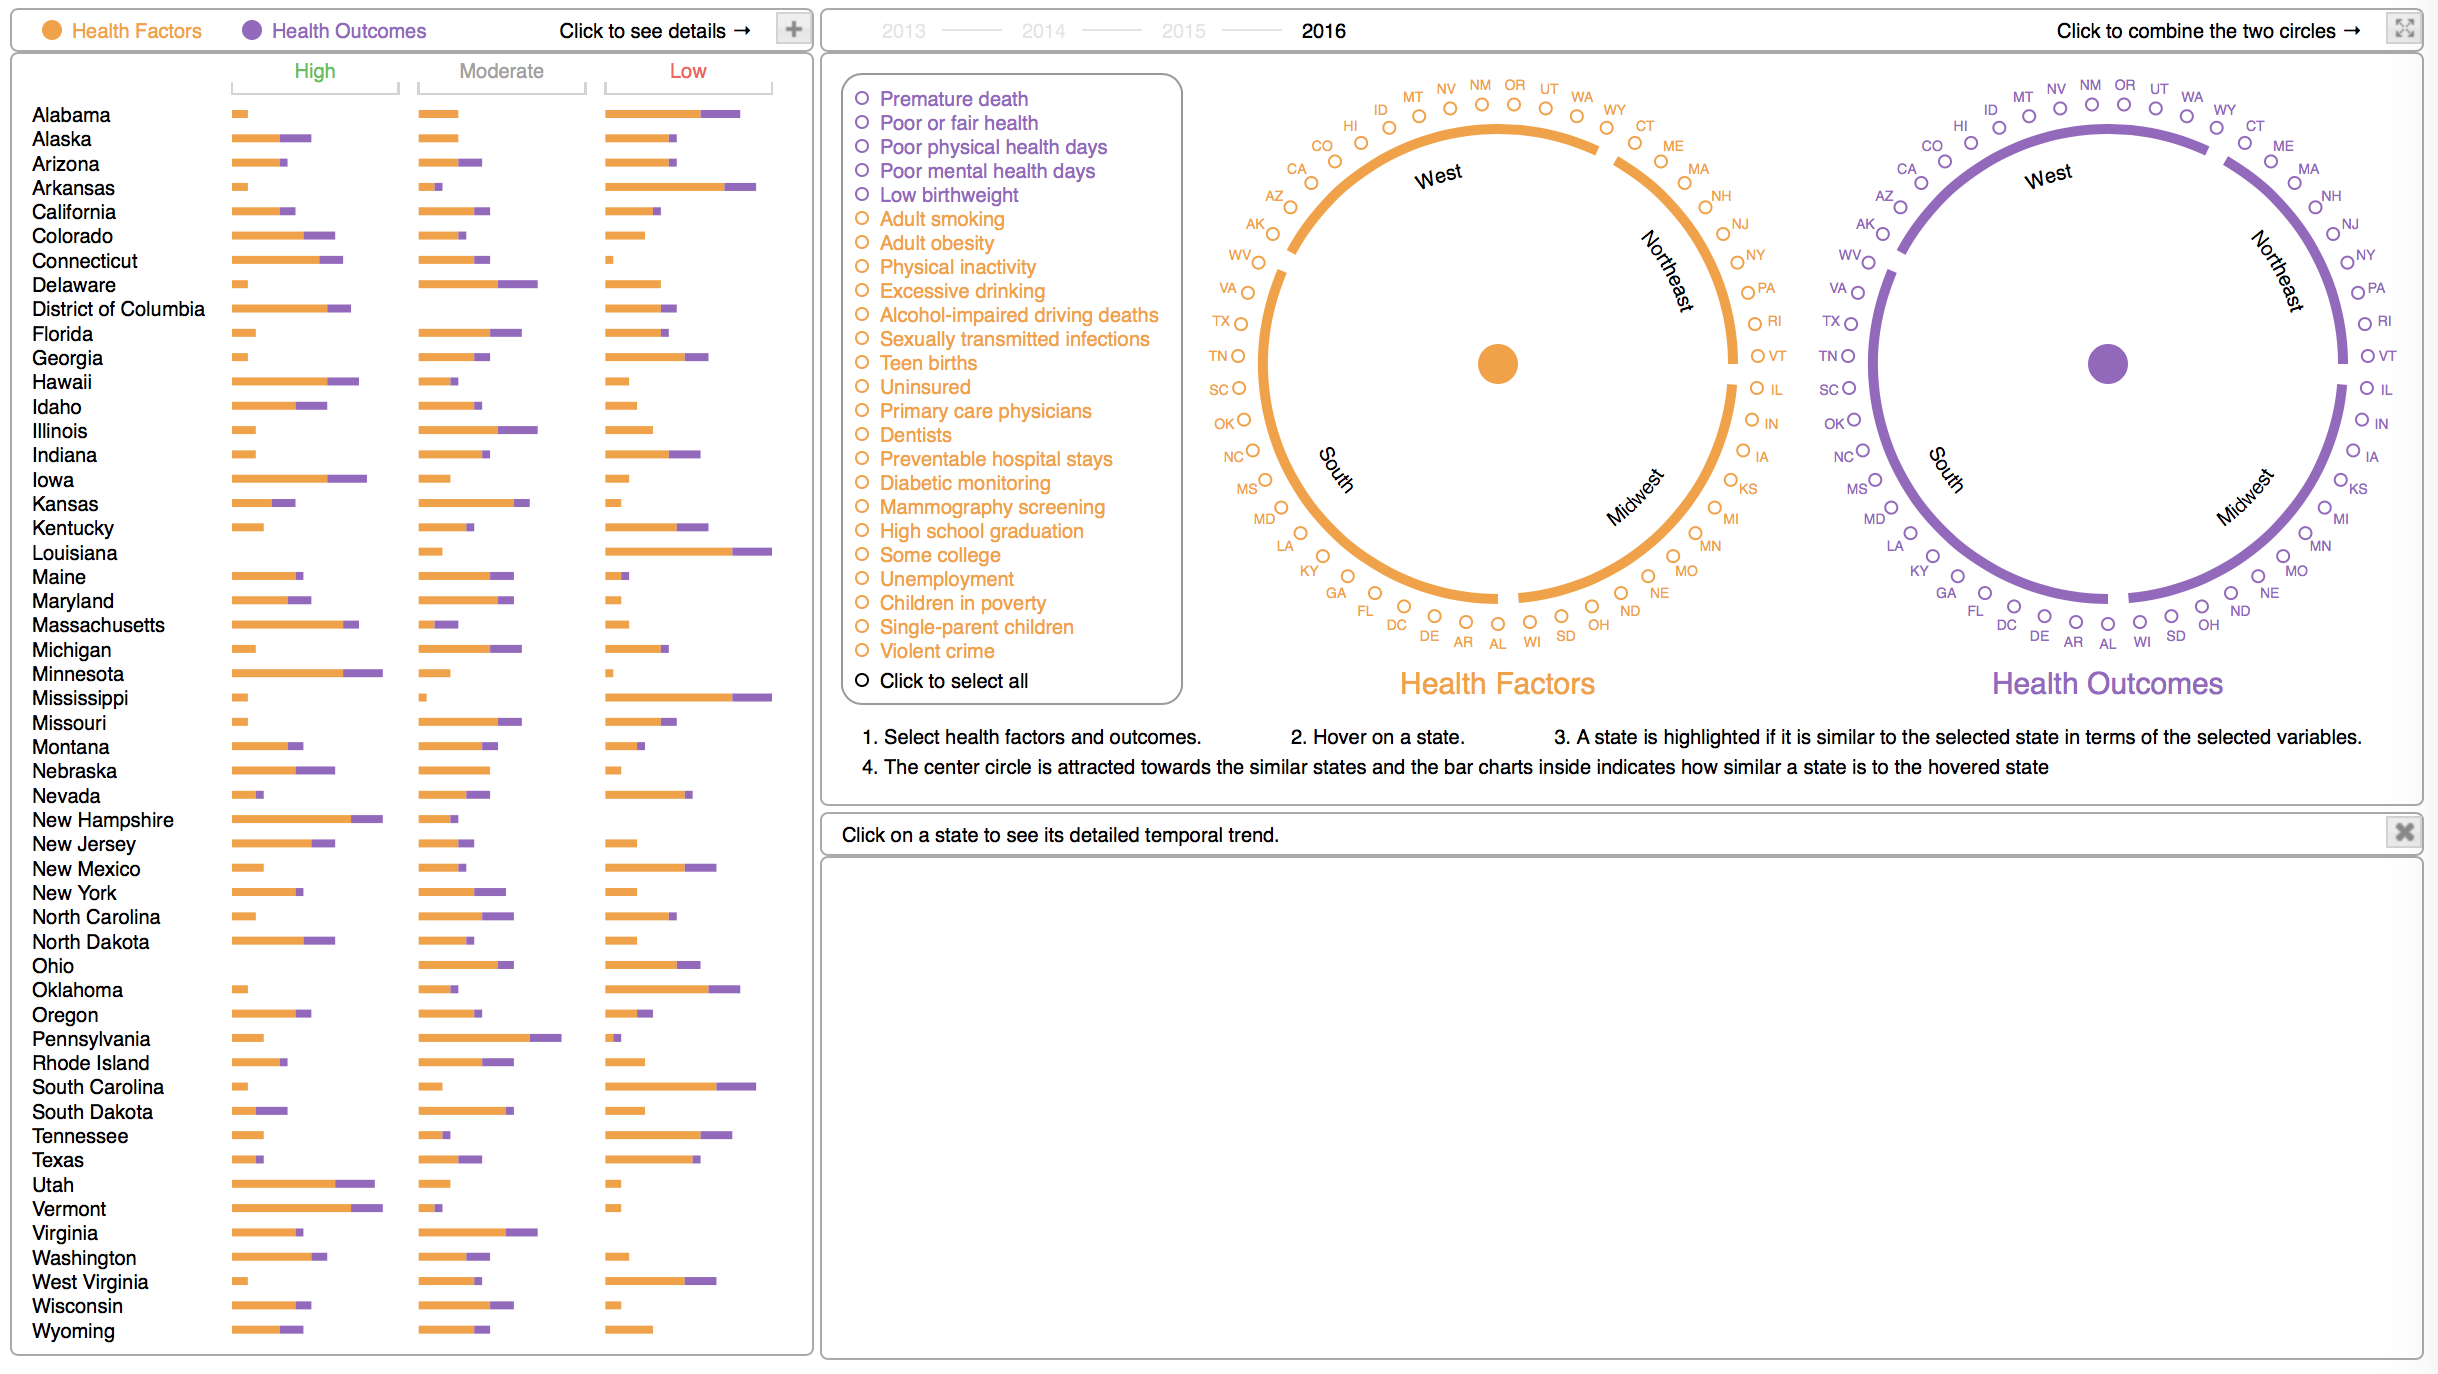 Health Factors Health Outcomes Click to see details →
High Moderate Low
Alabama
Alaska
Arizona
Arkansas
California
Colorado
Connecticut
Delaware
District of Columbia
Florida
Georgia
Hawaii
Idaho
Illinois
Indiana
Iowa
Kansas
Kentucky
Louisiana
Maine
Maryland
Massachusetts
Michigan
Minnesota
Mississippi
Missouri
Montana
Nebraska
Nevada
New Hampshire
New Jersey
New Mexico
New York
North Carolina
North Dakota
Ohio
Oklahoma
Oregon
Pennsylvania
Rhode Island
South Carolina
South Dakota
Tennessee
Texas
Utah
Vermont
Virginia
Washington
West Virginia
Wisconsin
Wyoming
2013 2014 2015 2016 Click to combine the two circles →
Premature death
Poor or fair health
Poor physical health days
Poor mental health days
Low birthweight
Adult smoking
Adult obesity
Physical inactivity
Excessive drinking
Alcohol-impaired driving deaths
Sexually transmitted infections
Teen births
Uninsured
Primary care physicians
Dentists
Preventable hospital stays
Diabetic monitoring
Mammography screening
High school graduation
Some college
Unemployment
Children in poverty
Single-parent children
Violent crime
Click to select all
WV
AK
AZ
CA
CO
HI
ID
MT
NV
NM
OR
UT
WA
WY
CT
ME
MA
NH
NJ
NY
PA
RI
VT
IL
IN
IA
KS
MI
MN
MO
NE
ND
OH
SD
WI
AL
AR
DE
DC
FL
GA
KY
LA
MD
MS
NC
OK
SC
TN
TX
VA
West
Northeast
South
Midwest
Health Factors
WV
AK
AZ
CA
CO
HI
ID
MT
NV
NM
OR
UT
WA
WY
CT
ME
MA
NH
NJ
NY
PA
RI
VT
IL
IN
IA
KS
MI
MN
MO
NE
ND
OH
SD
WI
AL
AR
DE
DC
FL
GA
KY
LA
MD
MS
NC
OK
SC
TN
TX
VA
West
Northeast
South
Midwest
Health Outcomes
1. Select health factors and outcomes. 2. Hover on a state. 3. A state is highlighted if it is similar to the selected state in terms of the selected variables.
4. The center circle is attracted towards the similar states and the bar charts inside indicates how similar a state is to the hovered state
Click on a state to see its detailed temporal trend.